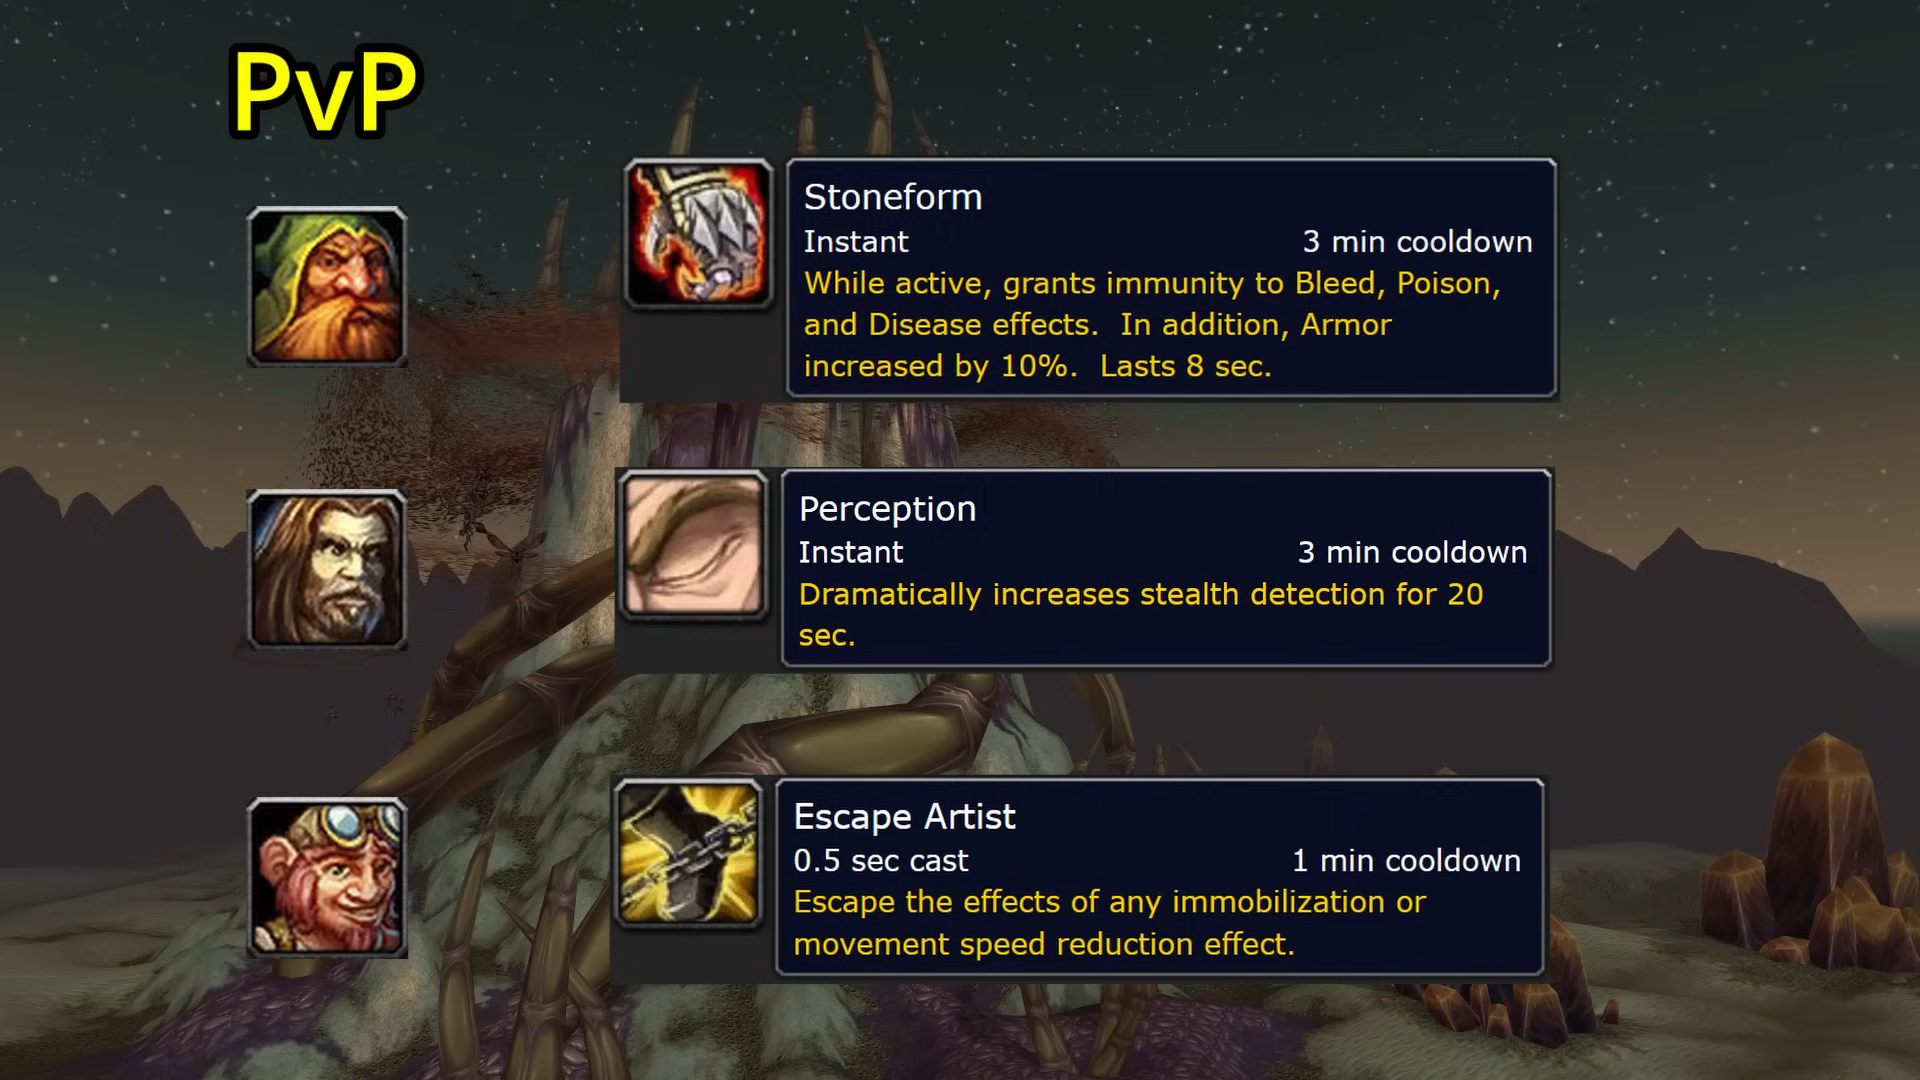 PvP
Stoneform
Instant 3 min cooldown
While active, grants immunity to Bleed, Poison,
and Disease effects.  In addition, Armor
increased by 10%.  Lasts 8 sec.
Perception
Instant 3 min cooldown
Dramatically increases stealth detection for 20
sec.
Escape Artist
0.5 sec cast 1 min cooldown
Escape the effects of any immobilization or
movement speed reduction effect.